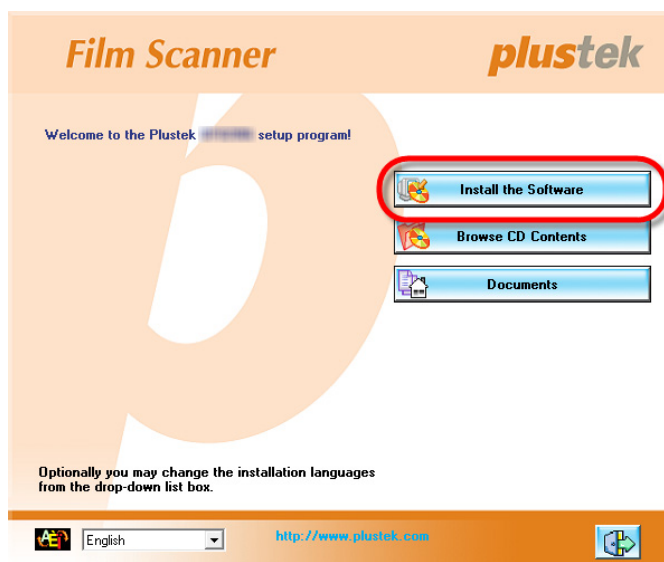 Film Scanner
plustek
Welcome to the Plustek setup program!
Install the Software
Browse CD Contents
Documents
Optionally you may change the installation languages
from the drop-down list box.
English
http://www.plustek.com